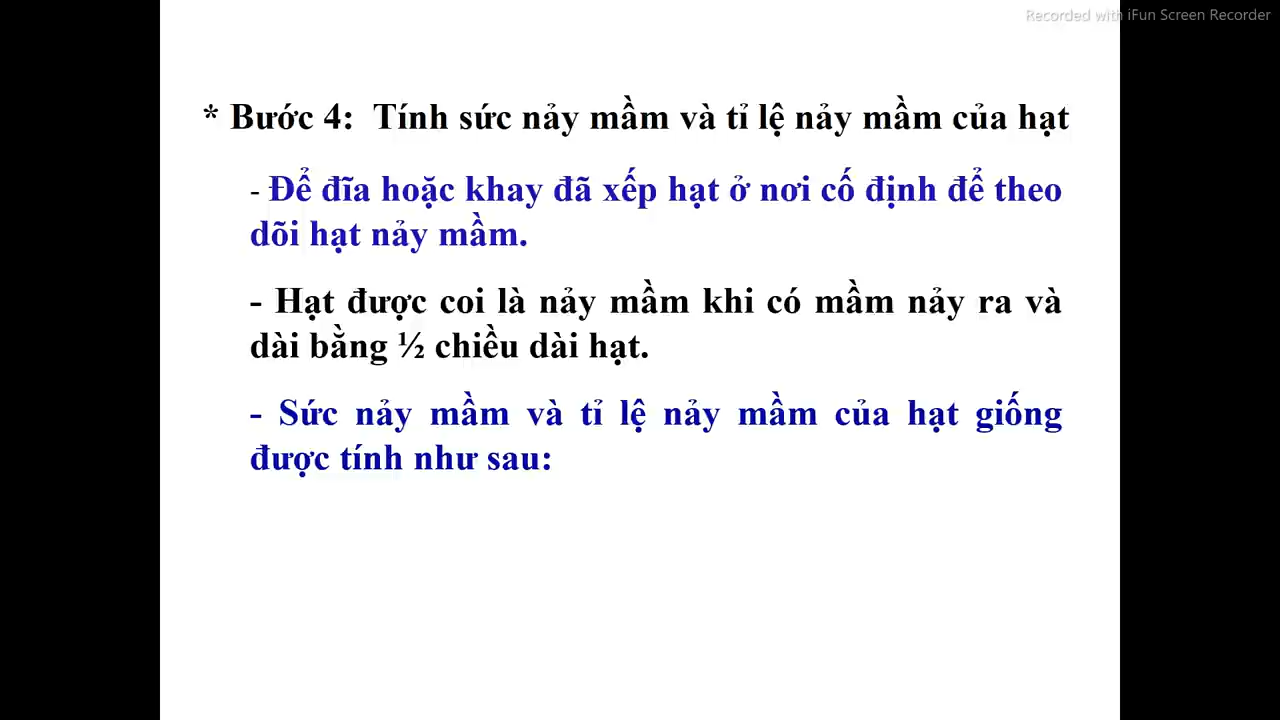 Recorded with iFun Screen Recorder
* Bước 4: Tính sức nảy mầm và tỉ lệ nảy mầm của hạt
- Để đĩa hoặc khay đã xếp hạt ở nơi cố định để theo
dõi hạt nảy mầm.
- Hạt được coi là nảy mầm khi có mầm nảy ra và
dài bằng ½ chiều dài hạt.
- Sức nảy mầm và tỉ lệ nảy mầm của hạt giống
được tính như sau: